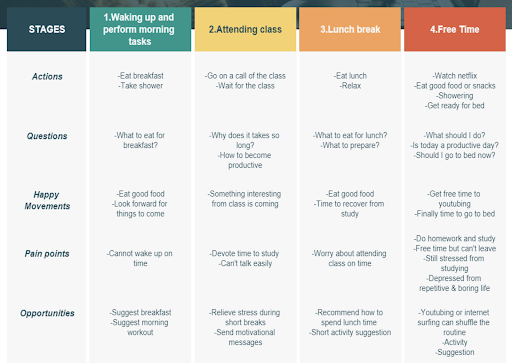 STAGES
1.Waking up and
perform morning
tasks
2.Attending class
3.Lunch break
4.Free Time
Actions
-Eat breakfast
-Take shower
-Go on a call of the class
-Wait for the class
-Eat lunch
-Relax
-Watch netflix
-Eat good food or snacks
-Showering
-Get ready for bed
Questions
-What to eat for
breakfast?
-Why does it takes so
long?
-How to become
productive
-What to eat for lunch?
-What to prepare?
-What should I do?
-Is today a productive day?
-Should I go to bed now?
Happy
Movements
-Eat good food
-Look forward for
things to come
-Something interesting
from class is coming
-Eat good food
-Time to recover from
study
-Get free time to
youtubing
-Finally time to go to bed
Pain points
-Cannot wake up on
time
-Devote time to study
-Can't talk easily
-Worry about attending
class on time
-Do homework and study
-Free time but can't leave
-Still stressed from
studying
-Depressed from
repetitive & boring life
Opportunities
-Suggest breakfast
-Suggest morning
workout
-Relieve stress during
short breaks
-Send motivational
messages
-Recommend how to
spend lunch time
-Short activity suggestion
-Youtubing or internet
surfing can shuffle the
routine
-Activity
-Suggestion